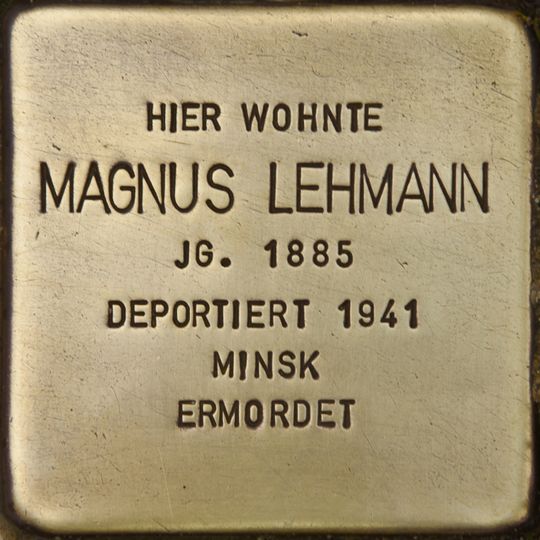 HIER WOHNTE
MAGNUS LEHMANN
JG. 1885
DEPORTIERT 1941
MINSK
ERMORDET